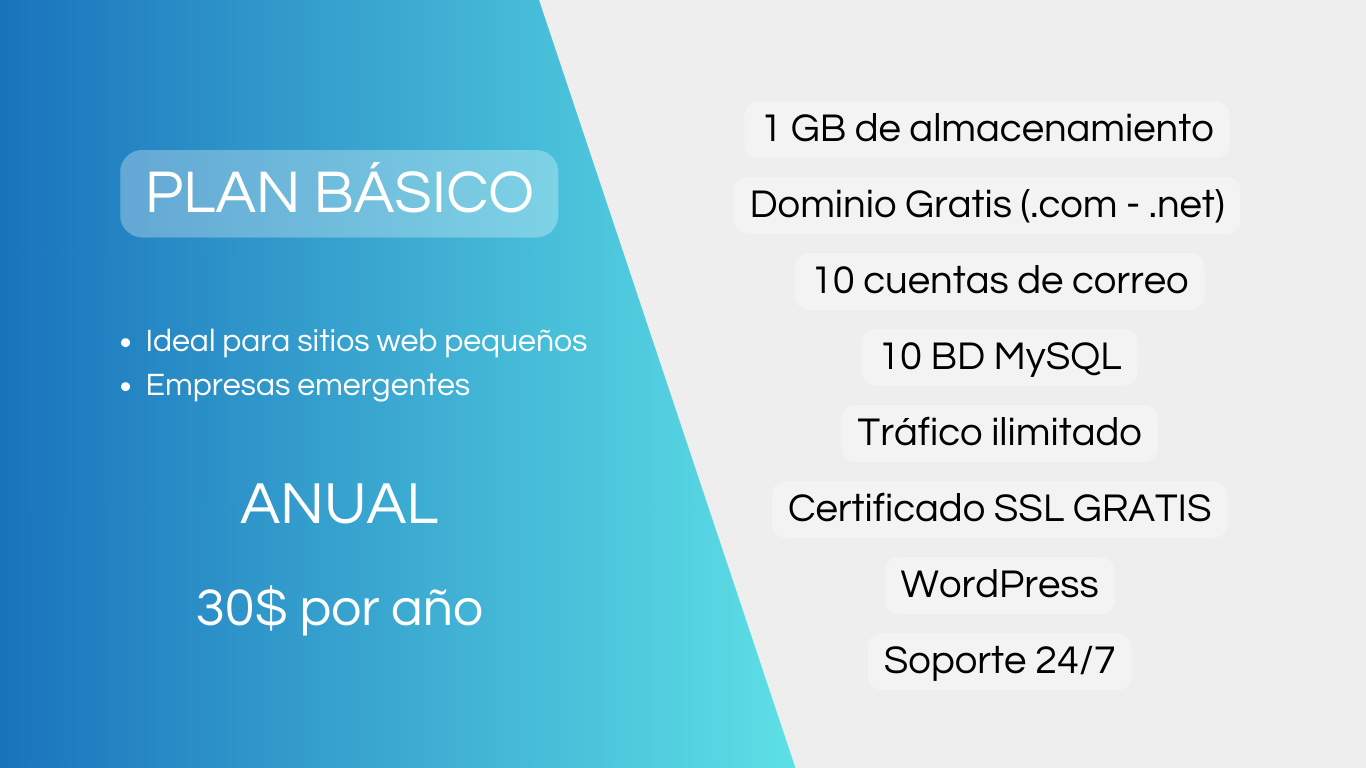 PLAN BÁSICO
• Ideal para sitios web pequeños
• Empresas emergentes
ANUAL
30$ por año
1 GB de almacenamiento
Dominio Gratis (.com - .net)
10 cuentas de correo
10 BD MySQL
Tráfico ilimitado
Certificado SSL GRATIS
WordPress
Soporte 24/7